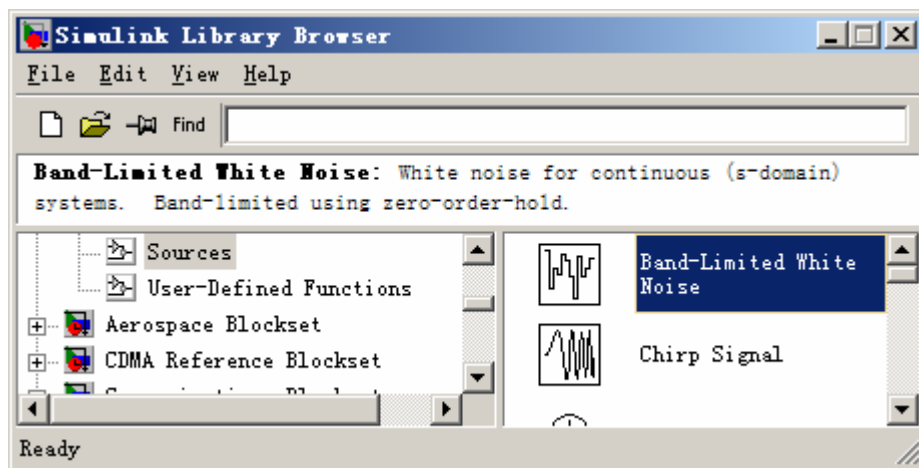 Simulink Library Browser
File Edit View Help
Find
Band-Limited White Noise: White noise for continuous (s-domain)
systems. Band-limited using zero-order-hold.
Sources
User-Defined Functions
Aerospace Blockset
CDMA Reference Blockset
Band-Limited White
Noise
Chirp Signal
Ready